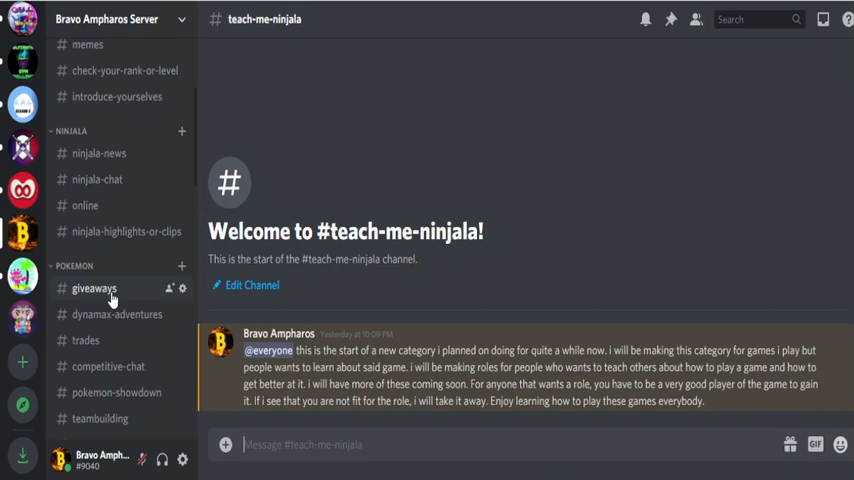 Bravo Ampharos Server
# teach-me-ninjala
Search
# memes
# check-your-rank-or-level
# introduce-yourselves
NINJALA
# ninjala-news
# ninjala-chat
# online
# ninjala-highlights-or-clips
POKEMON
# giveaways
# dynamax-adventures
# trades
# competitive-chat
# pokemon-showdown
# teambuilding
Bravo Amph...
#9040
#
Welcome to #teach-me-ninjala!
This is the start of the #teach-me-ninjala channel.
Edit Channel
Bravo Ampharos Yesterday at 10:09 PM
@everyone this is the start of a new category i planned on doing for quite a while now. i will be making this category for games i play but
people wants to learn about said game. i will be making roles for people who wants to teach others about how to play a game and how to
get better at it. i will have more of these coming soon. For anyone that wants a role, you have to be a very good player of the game to gain
it. If i see that you are not fit for the role, i will take it away. Enjoy learning how to play these games everybody.
Message #teach-me-ninjala
GIF